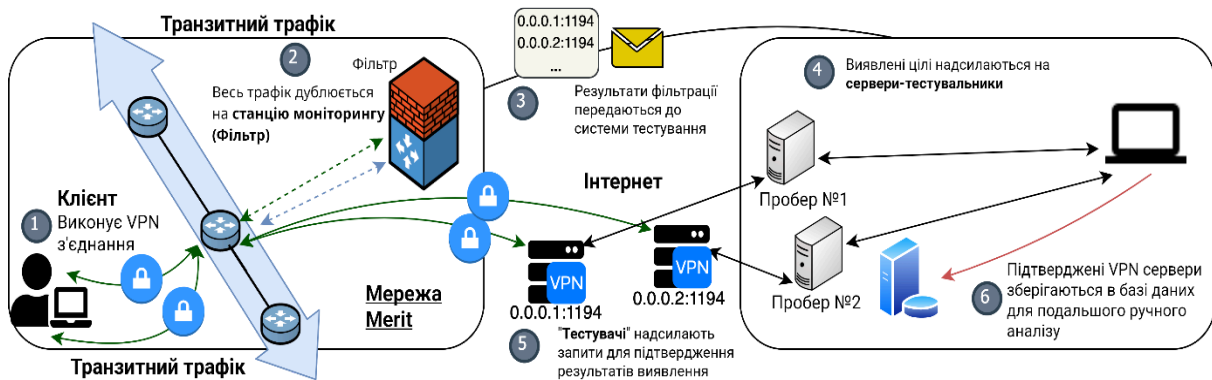 Транзитний трафік
2
Фільтр
Весь трафік дублюється
на станцію моніторингу
(Фільтр)
1
Клієнт
Виконує VPN
з'єднання
Мережа
Merit
Транзитний трафік
0.0.0.1:1194
0.0.0.2:1194
...
3
Результати фільтрації
передаються до
системи тестування
Інтернет
VPN
0.0.0.1:1194
VPN
0.0.0.2:1194
5
"Тестувачі" надсилають
запити для підтвердження
результатів виявлення
4
Виявлені цілі надсилаються на
сервери-тестувальники
Пробер №1
Пробер №2
6
Підтверджені VPN сервери
зберігаються в базі даних
для подальшого ручного
аналізу